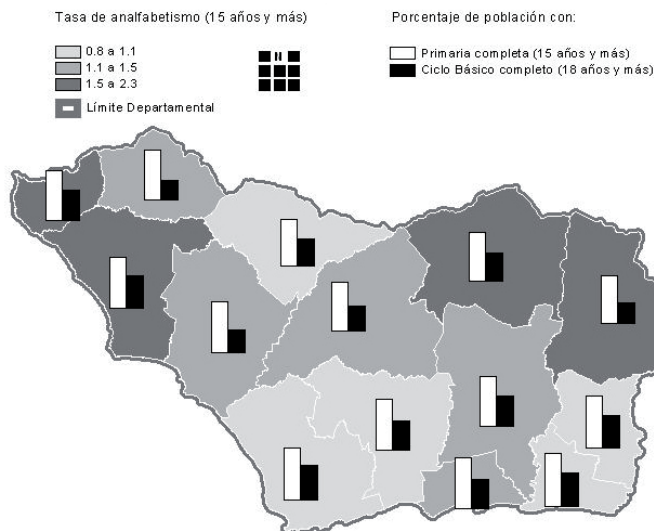 Tasa de analfabetismo (15 años y más)
0.8 a 1.1
1.1 a 1.5
1.5 a 2.3
Límite Departamental
Porcentaje de población con:
Primaria completa (15 años y más)
Ciclo Básico completo (18 años y más)